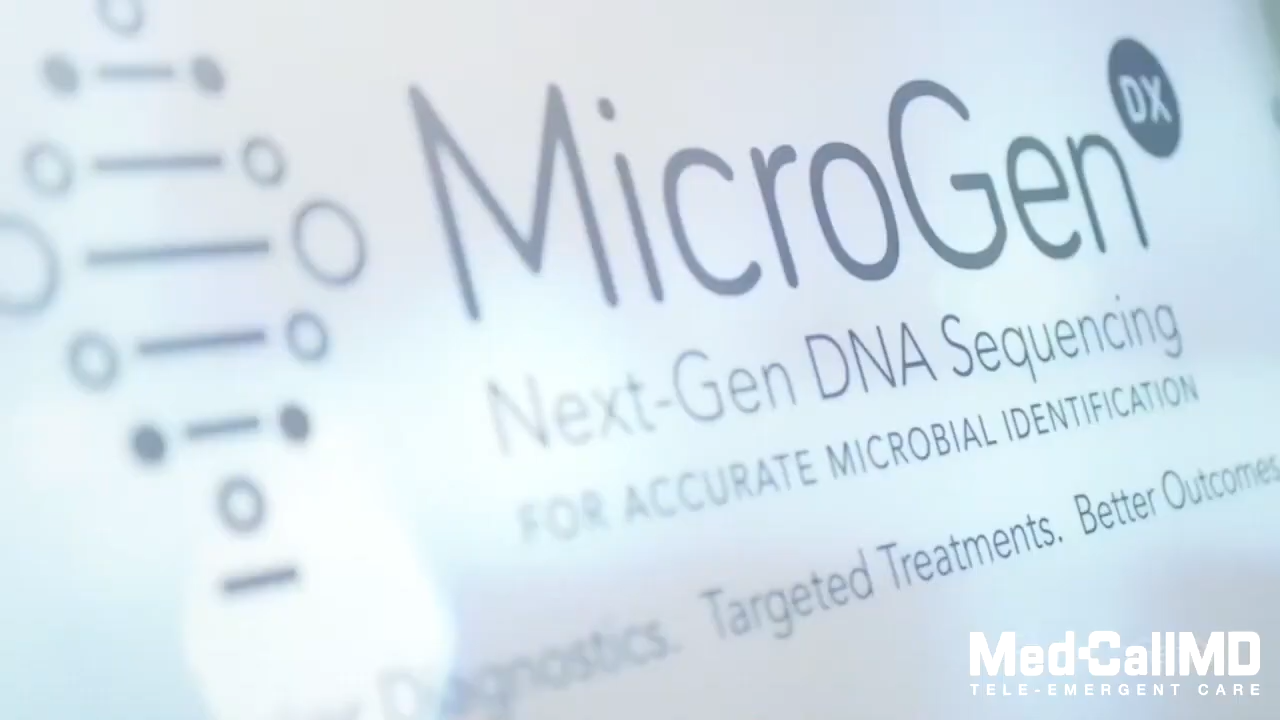 MicroGen DX
Next-Gen DNA Sequencing
FOR ACCURATE MICROBIAL IDENTIFICATION
Diagnostics. Targeted Treatments. Better Outcomes
Med-CallMD
TELE-EMERGENT CARE